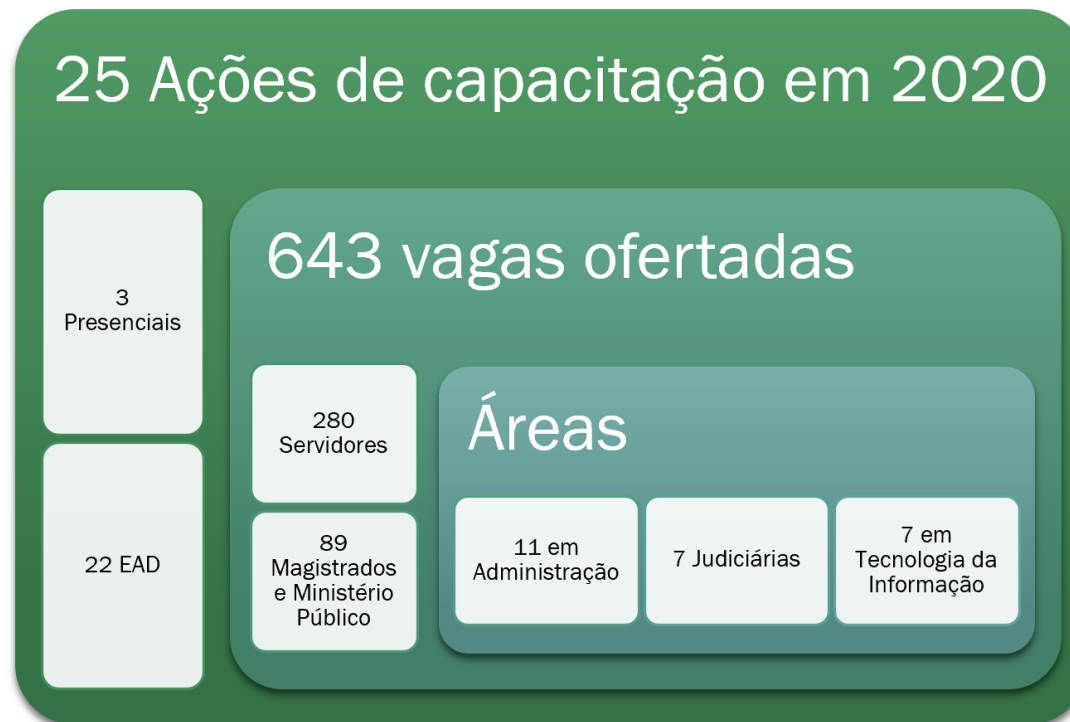 25 Ações de capacitação em 2020
3
Presenciais
22 EAD
643 vagas ofertadas
280
Servidores
89
Magistrados
e Ministério
Público
Áreas
11 em
Administração
7 Judiciárias
7 em
Tecnologia da
Informação